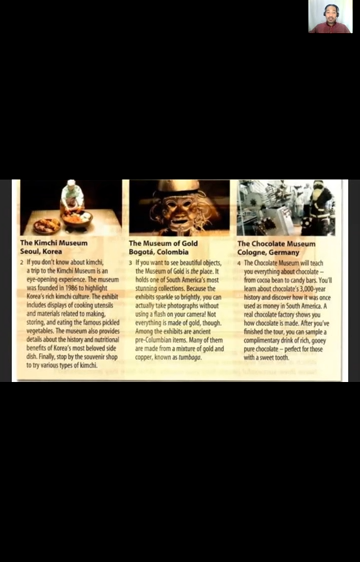 The Kimchi Museum
Seoul, Korea
2 If you don't know about kimchi,
a trip to the Kimchi Museum is an
eye-opening experience. The museum
was founded in 1986 to highlight
Korea's rich kimchi culture. The exhibit
includes displays of cooking utensils
and materials related to making,
storing, and eating the famous pickled
vegetables. The museum also provides
details about the history and nutritional
benefits of Korea's most beloved side
dish. Finally, stop by the souvenir shop
to try various types of kimchi.
The Museum of Gold
Bogotá, Colombia
3 If you want to see beautiful objects,
the Museum of Gold is the place. It
holds one of South America's most
stunning collections. Because the
exhibits sparkle so brightly, you can
actually take photographs without
using a flash on your camera! Not
everything is made of gold, though.
Among the exhibits are ancient
pre-Columbian items. Many of them
are made from a mixture of gold and
copper, known as tumbaga.
The Chocolate Museum
Cologne, Germany
4 The Chocolate Museum will teach
you everything about chocolate –
from cocoa bean to candy bars. You'll
learn about chocolate's 3,000-year
history and discover how it was once
used as money in South America. A
real chocolate factory shows you
how chocolate is made. After you've
finished the tour, you can sample a
complimentary drink of rich, gooey
pure chocolate – perfect for those
with a sweet tooth.